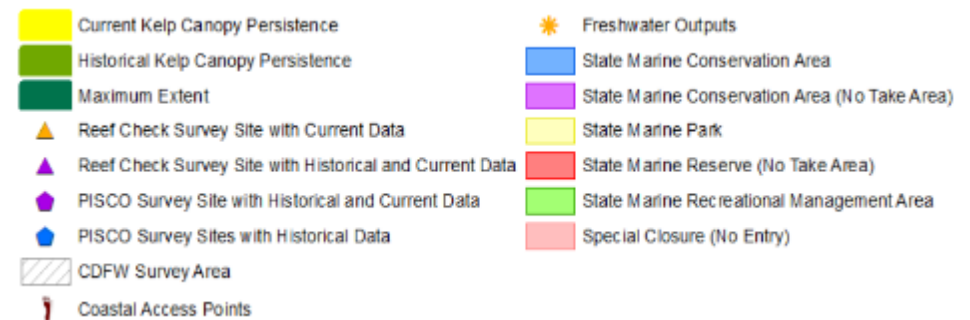 Current Kelp Canopy Persistence
Historical Kelp Canopy Persistence
Maximum Extent
Reef Check Survey Site with Current Data
Reef Check Survey Site with Historical and Current Data
PISCO Survey Site with Historical and Current Data
PISCO Survey Sites with Historical Data
CDFW Survey Area
Coastal Access Points
Freshwater Outputs
State Marine Conservation Area
State Marine Conservation Area (No Take Area)
State Marine Park
State Marine Reserve (No Take Area)
State Marine Recreational Management Area
Special Closure (No Entry)